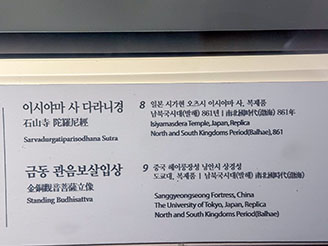 이시야마 사 다라니경
石山寺 陀羅尼經
Sarvadurgatiparisodhana Sutra
8 일본 시가현 오츠시 이시야마 사, 복제품
남북국시대(발해) 861년 | 南北國時代(渤海) 861年
Isiyamasdera Temple, Japan, Replica
North and South Kingdoms Period(Balhae), 861
금동 관음보살입상
金銅觀音菩薩立像
Standing Budhisattva
9 중국 헤이룽장성 닝안시 상경성
도쿄대, 복제품 | 남북국시대(발해) | 南北國時代(渤海)
Sanggyeongseong Fortress, China
The University of Tokyo, Japan, Replica
North and South Kingdoms Period(Balhae)